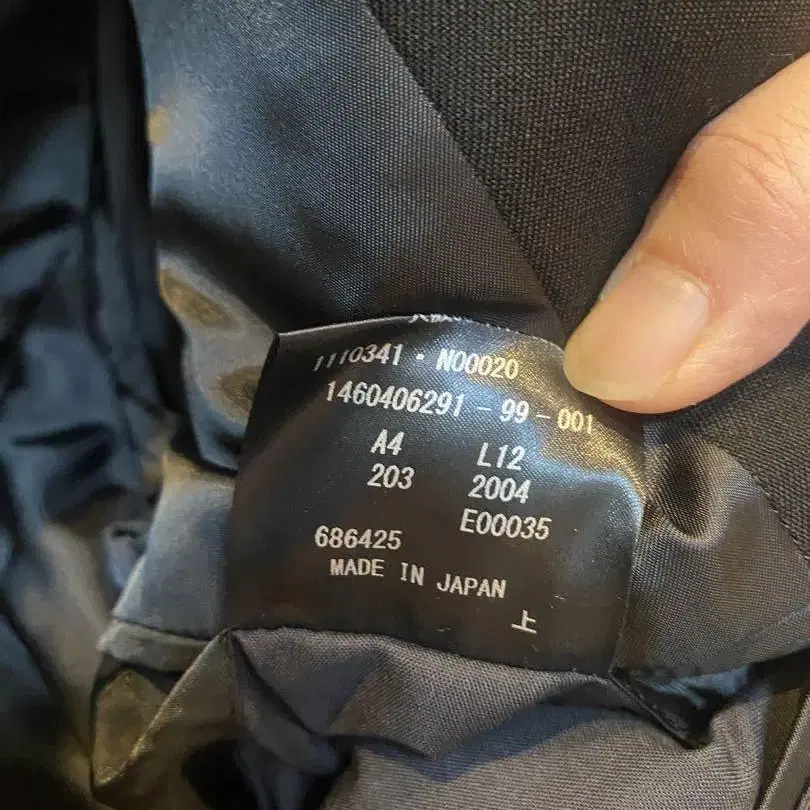 1110341・N00020
1460406291-99-001
A4 L12
203 2004
E00035
686425
MADE IN JAPAN
上